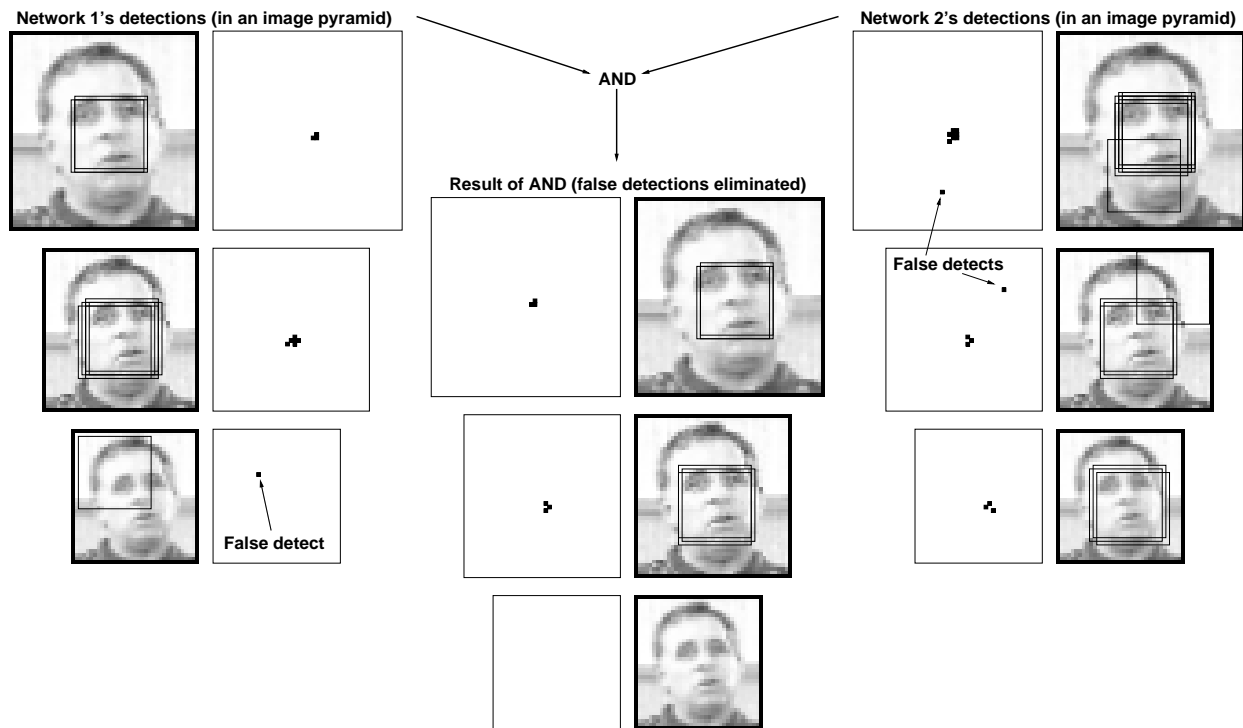 Network 1's detections (in an image pyramid)
Network 2's detections (in an image pyramid)
AND
Result of AND (false detections eliminated)
False detects
False detect